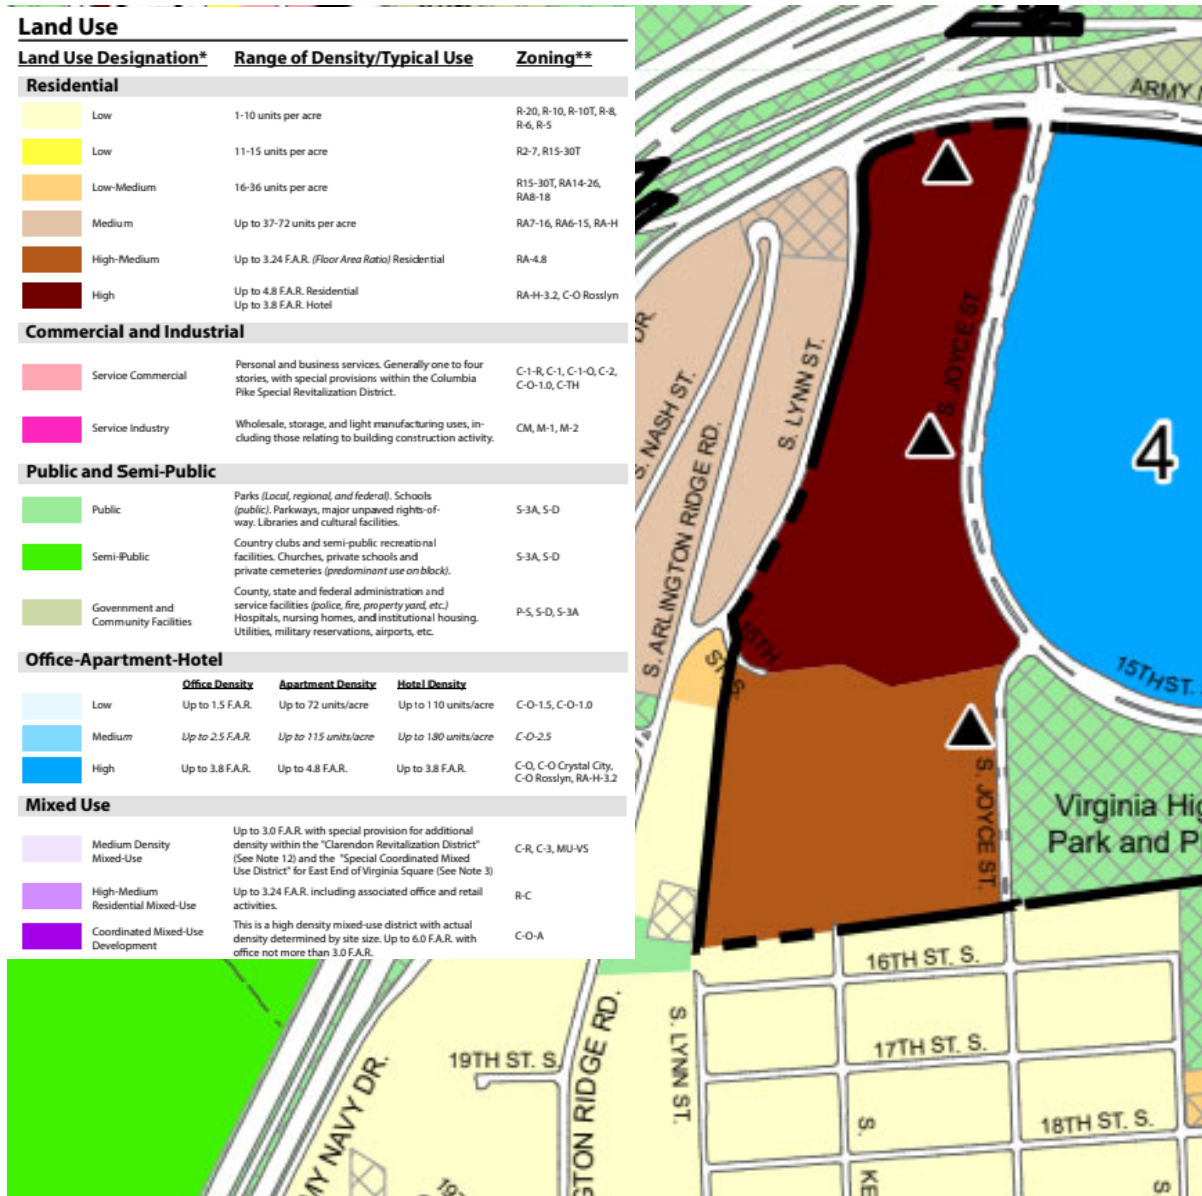 Land Use
Land Use Designation* Range of Density/Typical Use Zoning**
Residential
Low 1-10 units per acre R-20, R-10, R-10T, R-8,
R-6, R-5
Low 11-15 units per acre R2-7, R15-30T
Low-Medium 16-36 units per acre R15-30T, RA14-26,
RA8-18
Medium Up to 37-72 units per acre RA7-16, RA6-15, RA-H
High-Medium Up to 3.24 F.A.R. (Floor Area Ratio) Residential RA-4.8
High Up to 4.8 F.A.R. Residential
Up to 3.8 F.A.R. Hotel RA-H-3.2, C-O Rosslyn
Commercial and Industrial
Service Commercial Personal and business services. Generally one to four
stories, with special provisions within the Columbia
Pike Special Revitalization District. C-1-R, C-1, C-1-O, C-2,
C-O-1.0, C-TH
Service Industry Wholesale, storage, and light manufacturing uses, in-
cluding those relating to building construction activity. CM, M-1, M-2
Public and Semi-Public
Public Parks (Local, regional, and federal). Schools
(public). Parkways, major unpaved rights-of-
way. Libraries and cultural facilities. S-3A, S-D
Semi-Public Country clubs and semi-public recreational
facilities. Churches, private schools and
private cemeteries (predominant use on block). S-3A, S-D
Government and
Community Facilities County, state and federal administration and
service facilities (police, fire, property yard, etc.)
Hospitals, nursing homes, and institutional housing.
Utilities, military reservations, airports, etc. P-S, S-D, S-3A
Office-Apartment-Hotel
Office Density Apartment Density Hotel Density
Low Up to 1.5 F.A.R. Up to 72 units/acre Up to 110 units/acre C-O-1.5, C-O-1.0
Medium Up to 2.5 F.A.R. Up to 115 units/acre Up to 180 units/acre C-O-2.5
High Up to 3.8 F.A.R. Up to 4.8 F.A.R. Up to 3.8 F.A.R. C-O, C-O Crystal City,
C-O Rosslyn, RA-H-3.2
Mixed Use
Medium Density
Mixed-Use Up to 3.0 F.A.R. with special provision for additional
density within the "Clarendon Revitalization District"
(See Note 12) and the "Special Coordinated Mixed
Use District" for East End of Virginia Square (See Note 3) C-R, C-3, MU-VS
High-Medium
Residential Mixed-Use Up to 3.24 F.A.R. including associated office and retail
activities. R-C
Coordinated Mixed-Use
Development This is a high density mixed-use district with actual
density determined by site size. Up to 6.0 F.A.R. with
office not more than 3.0 F.A.R. C-O-A
ARMY N
DR.
S. NASH ST.
S. ARLINGTON RIDGE RD.
S. LYNN ST.
S. JOYCE ST.
4
15TH
ST. S.
15TH ST.
S. JOYCE ST.
Virginia Hig
Park and P
16TH ST. S.
17TH ST. S.
18TH ST. S.
19TH ST. S.
S. LYNN ST.
MY NAVY DR.
GTON RIDGE RD.
S.
KE
S
19T